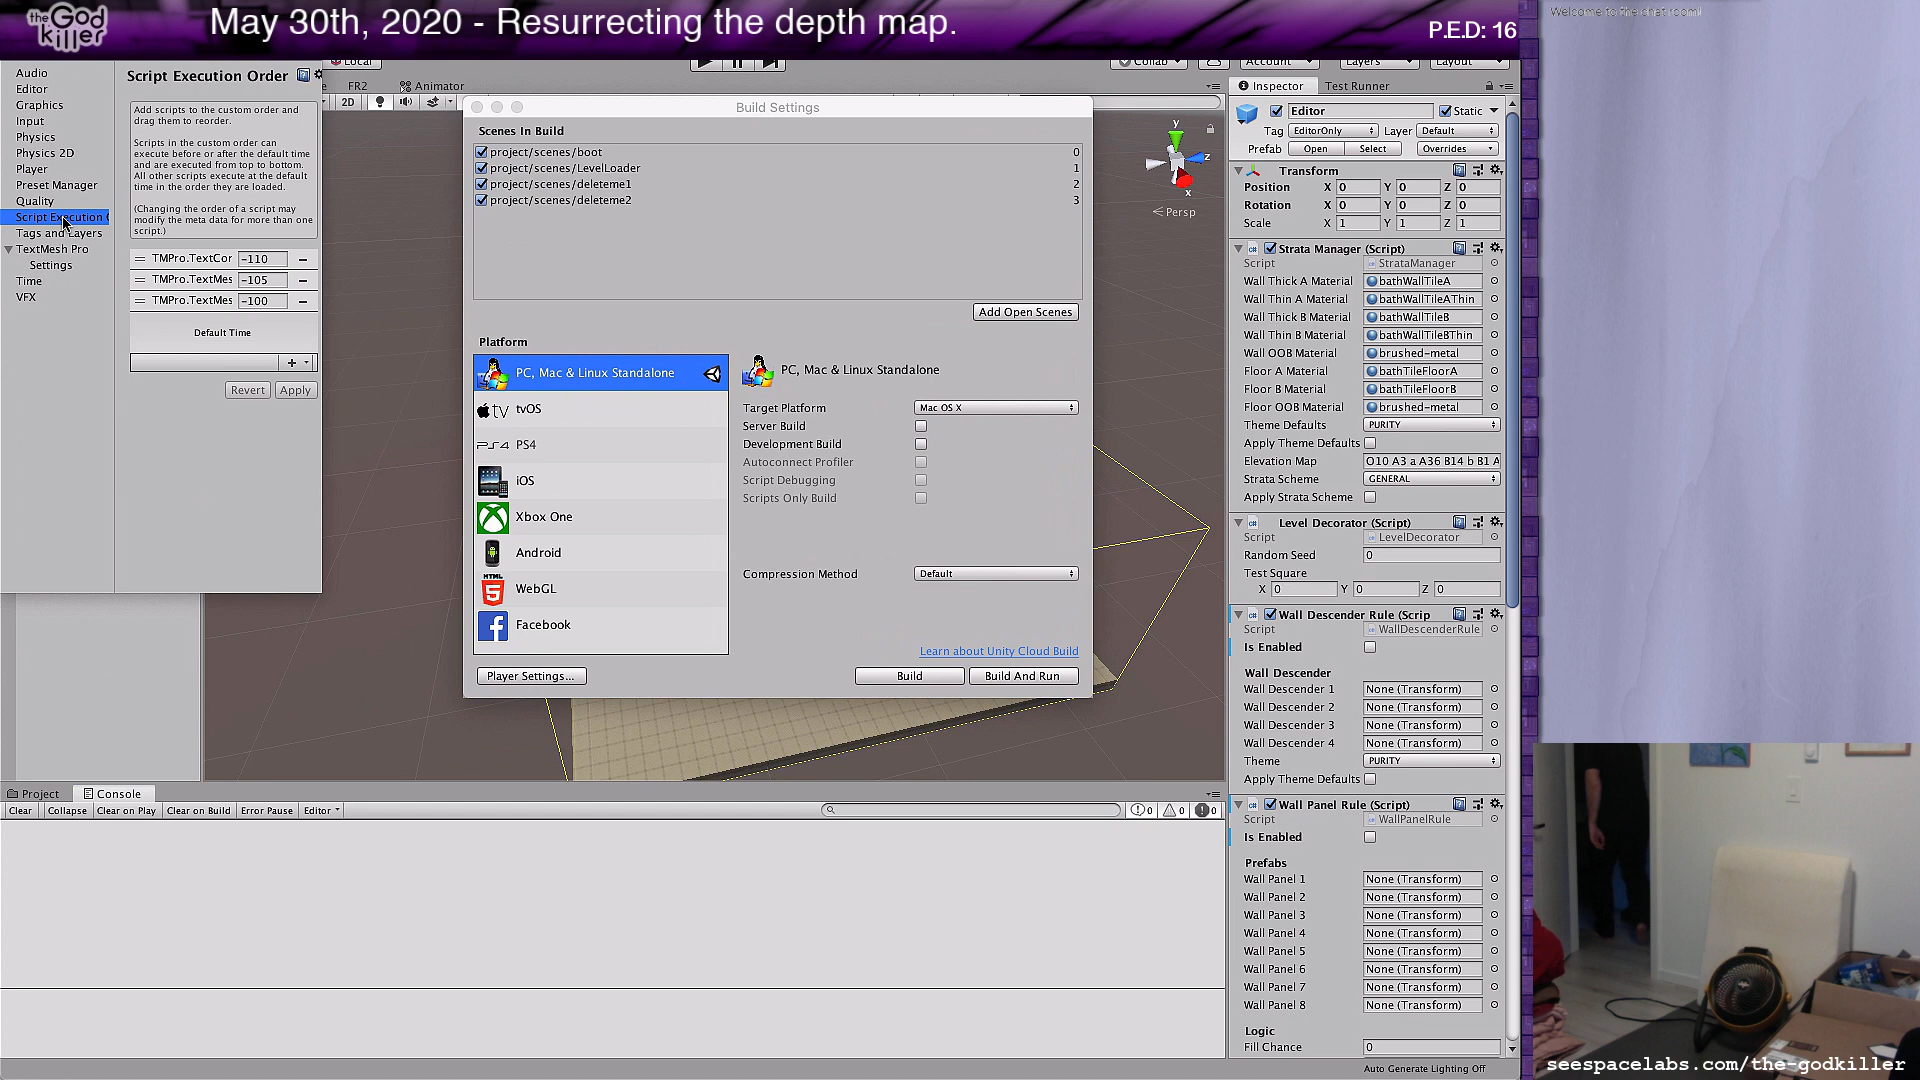 the God killer
May 30th, 2020 - Resurrecting the depth map.
P.E.D: 16
Welcome to the chat room!
Local
Collab
Account
Layers
Layout
Audio
Editor
Graphics
Input
Physics
Physics 2D
Player
Preset Manager
Quality
Script Execution O
Tags and Layers
TextMesh Pro
Settings
Time
VFX
Script Execution Order
Add scripts to the custom order and
drag them to reorder.
Scripts in the custom order can
execute before or after the default time
and are executed from top to bottom.
All other scripts execute at the default
time in the order they are loaded.
(Changing the order of a script may
modify the meta data for more than one
script.)
TMPro.TextCor -110
TMPro.TextMes -105
TMPro.TextMes -100
Default Time
Revert Apply
FR2
Animator
2D
Build Settings
Scenes In Build
project/scenes/boot 0
project/scenes/LevelLoader 1
project/scenes/deleteme1 2
project/scenes/deleteme2 3
Add Open Scenes
Platform
PC, Mac & Linux Standalone
tvOS
PS4
iOS
Xbox One
Android
WebGL
Facebook
PC, Mac & Linux Standalone
Target Platform Mac OS X
Server Build
Development Build
Autoconnect Profiler
Script Debugging
Scripts Only Build
Compression Method Default
Learn about Unity Cloud Build
Player Settings...
Build
Build And Run
y
z
x
Persp
Inspector
Test Runner
Editor
Static
Tag EditorOnly Layer Default
Prefab Open Select Overrides
Transform
Position X 0 Y 0 Z 0
Rotation X 0 Y 0 Z 0
Scale X 1 Y 1 Z 1
Strata Manager (Script)
Script StrataManager
Wall Thick A Material bathWallTileA
Wall Thin A Material bathWallTileAThin
Wall Thick B Material bathWallTileB
Wall Thin B Material bathWallTileBThin
Wall OOB Material brushed-metal
Floor A Material bathTileFloorA
Floor B Material bathTileFloorB
Floor OOB Material brushed-metal
Theme Defaults PURITY
Apply Theme Defaults
Elevation Map O10 A3 a A36 B14 b B1 A
Strata Scheme GENERAL
Apply Strata Scheme
Level Decorator (Script)
Script LevelDecorator
Random Seed 0
Test Square
X 0 Y 0 Z 0
Wall Descender Rule (Scrip
Script WallDescenderRule
Is Enabled
Wall Descender
Wall Descender 1 None (Transform)
Wall Descender 2 None (Transform)
Wall Descender 3 None (Transform)
Wall Descender 4 None (Transform)
Theme PURITY
Apply Theme Defaults
Wall Panel Rule (Script)
Script WallPanelRule
Is Enabled
Prefabs
Wall Panel 1 None (Transform)
Wall Panel 2 None (Transform)
Wall Panel 3 None (Transform)
Wall Panel 4 None (Transform)
Wall Panel 5 None (Transform)
Wall Panel 6 None (Transform)
Wall Panel 7 None (Transform)
Wall Panel 8 None (Transform)
Logic
Fill Chance 0
Project
Console
Clear Collapse Clear on Play Clear on Build Error Pause Editor
0 0 0
Auto Generate Lighting Off
seespacelabs.com/the-godkiller